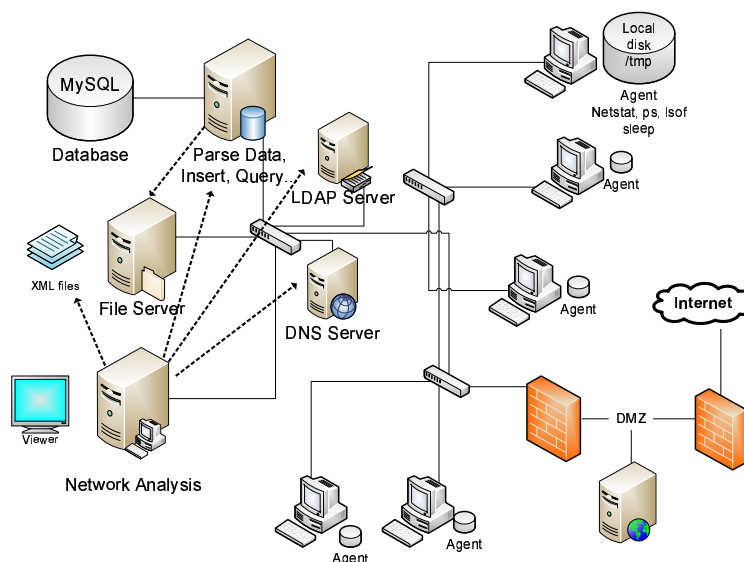 MySQL
Database
Parse Data,
Insert, Query...
LDAP Server
Local
disk
/tmp
Agent
Netstat, ps, lsof
sleep
Agent
XML files
File Server
DNS Server
Agent
Internet
Viewer
Network Analysis
DMZ
Agent
Agent